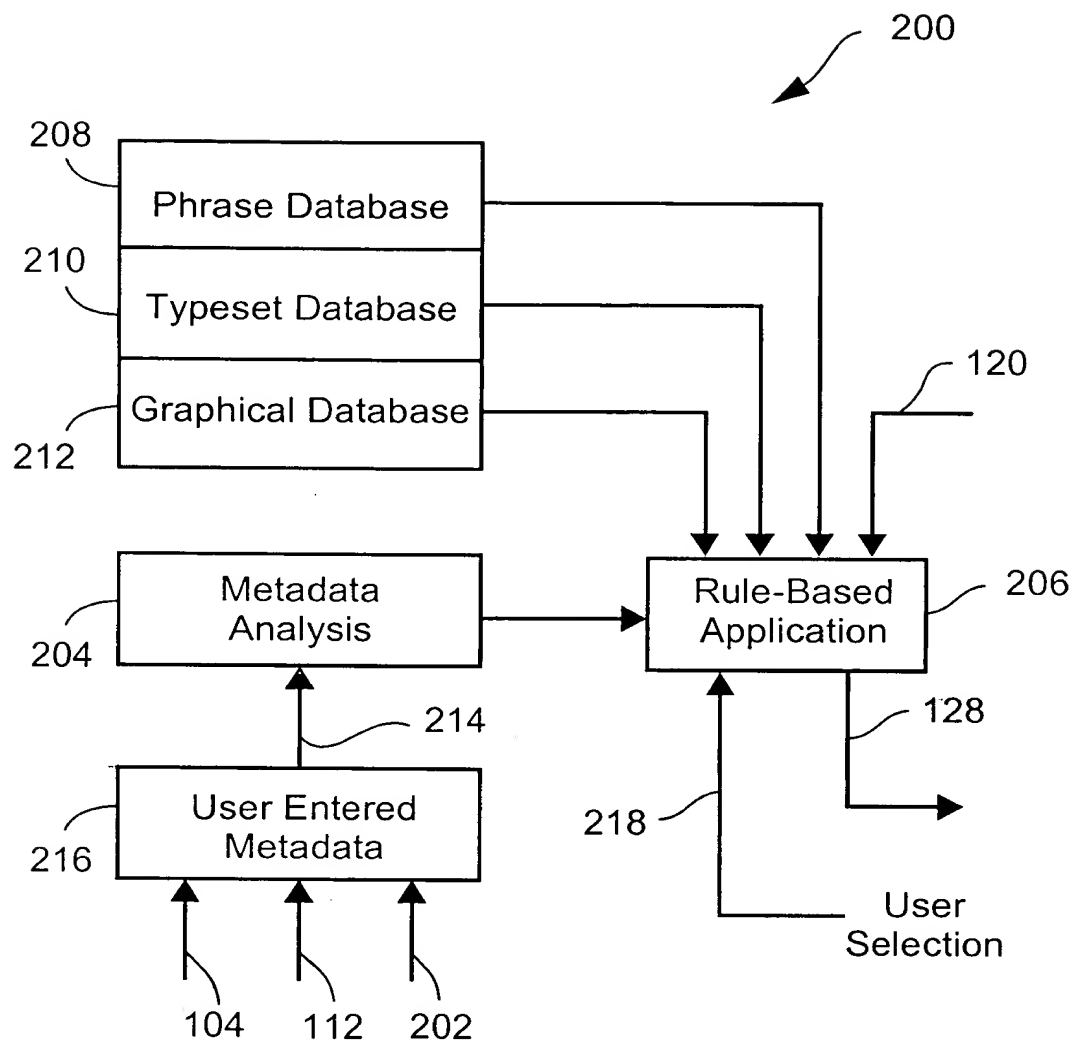 200
208
Phrase Database
210
Typeset Database
120
Graphical Database
212
Metadata
Analysis
204
Rule-Based
Application
206
214
128
User Entered
Metadata
216
218
User
Selection
104
112
202